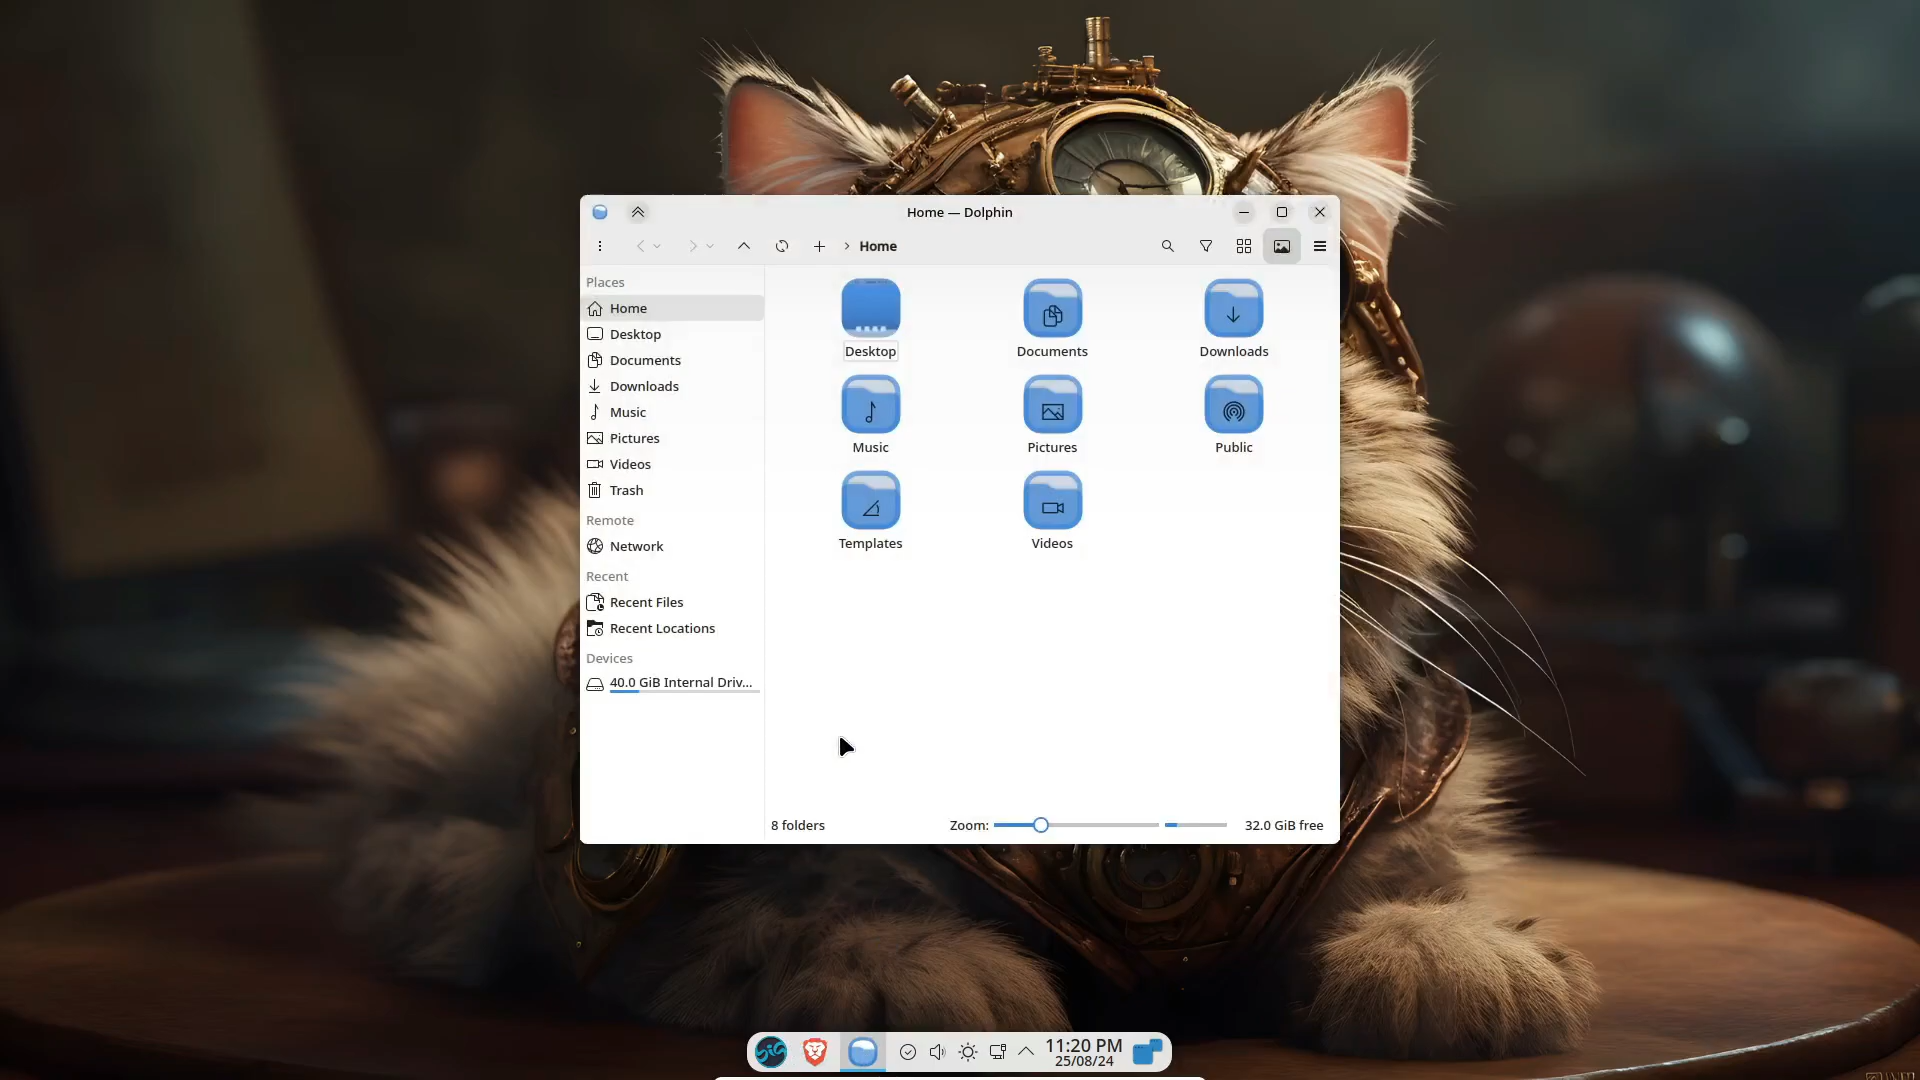 Home — Dolphin
Home
Places
Home
Desktop
Documents
Downloads
Music
Pictures
Videos
Trash
Remote
Network
Recent
Recent Files
Recent Locations
Devices
40.0 GiB Internal Driv...
Desktop
Documents
Downloads
Music
Pictures
Public
Templates
Videos
8 folders
Zoom:
32.0 GiB free
11:20 PM
25/08/24